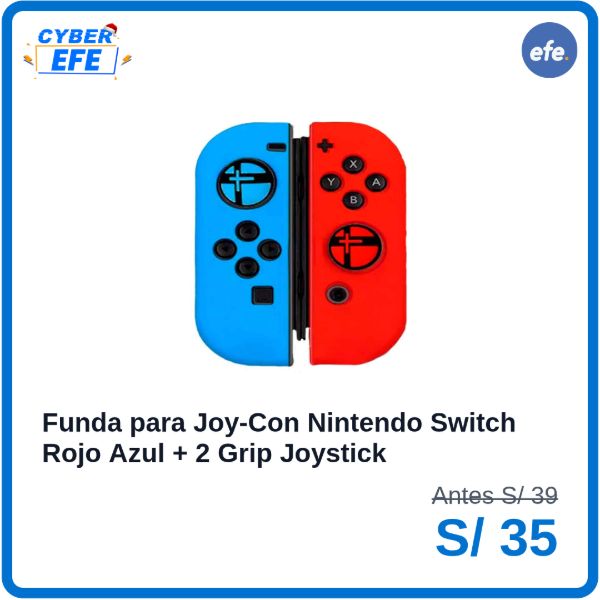 CYBER
EFE
efe.
X
Y A
B
Funda para Joy-Con Nintendo Switch
Rojo Azul + 2 Grip Joystick
Antes S/ 39
S/ 35